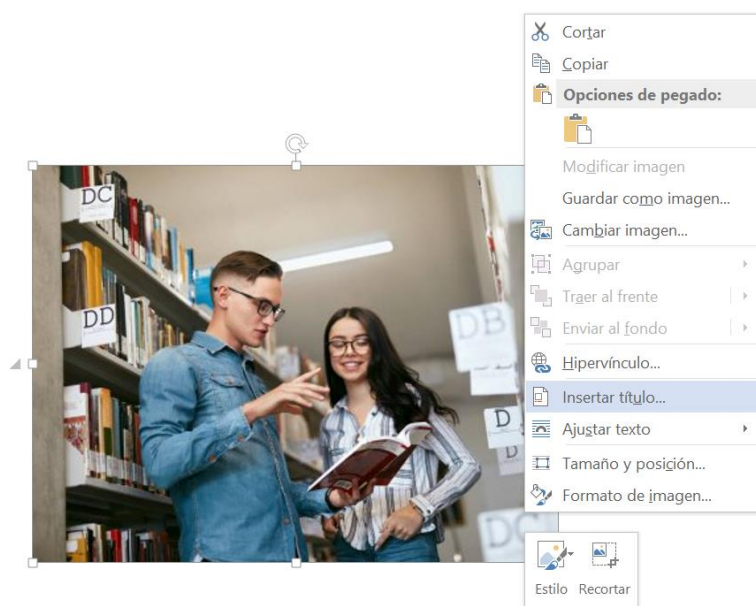 Cortar
Copiar
Opciones de pegado:
Modificar imagen
Guardar como imagen...
Cambiar imagen...
Agrupar
Traer al frente
Enviar al fondo
Hipervínculo...
Insertar título...
Ajustar texto
Tamaño y posición...
Formato de imagen...
Estilo Recortar
DC
DD
DB
D
D
DC